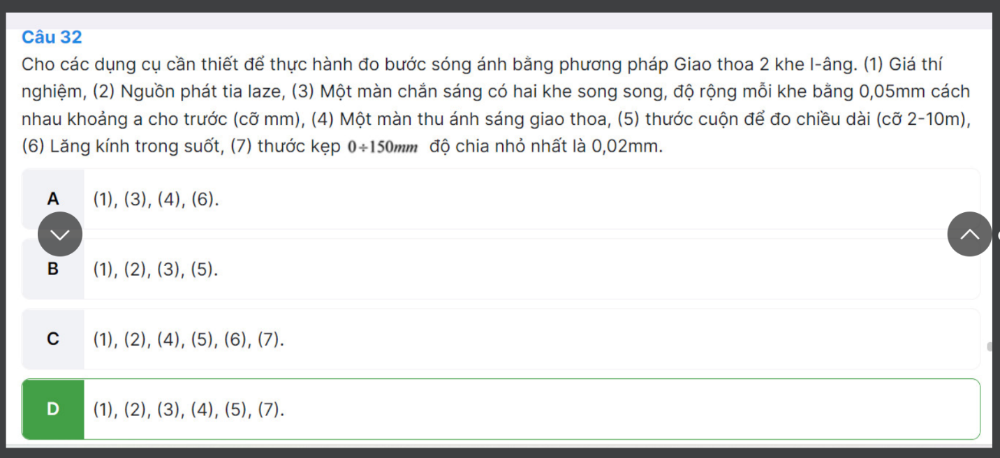 Câu 32
Cho các dụng cụ cần thiết để thực hành đo bước sóng ánh bằng phương pháp Giao thoa 2 khe I-âng. (1) Giá thí
nghiệm, (2) Nguồn phát tia laze, (3) Một màn chắn sáng có hai khe song song, độ rộng mỗi khe bằng 0,05mm cách
nhau khoảng a cho trước (cỡ mm), (4) Một màn thu ánh sáng giao thoa, (5) thước cuộn để đo chiều dài (cỡ 2-10m),
(6) Lăng kính trong suốt, (7) thước kẹp 0÷150mm độ chia nhỏ nhất là 0,02mm.
A (1), (3), (4), (6).
B (1), (2), (3), (5).
C (1), (2), (4), (5), (6), (7).
D (1), (2), (3), (4), (5), (7).